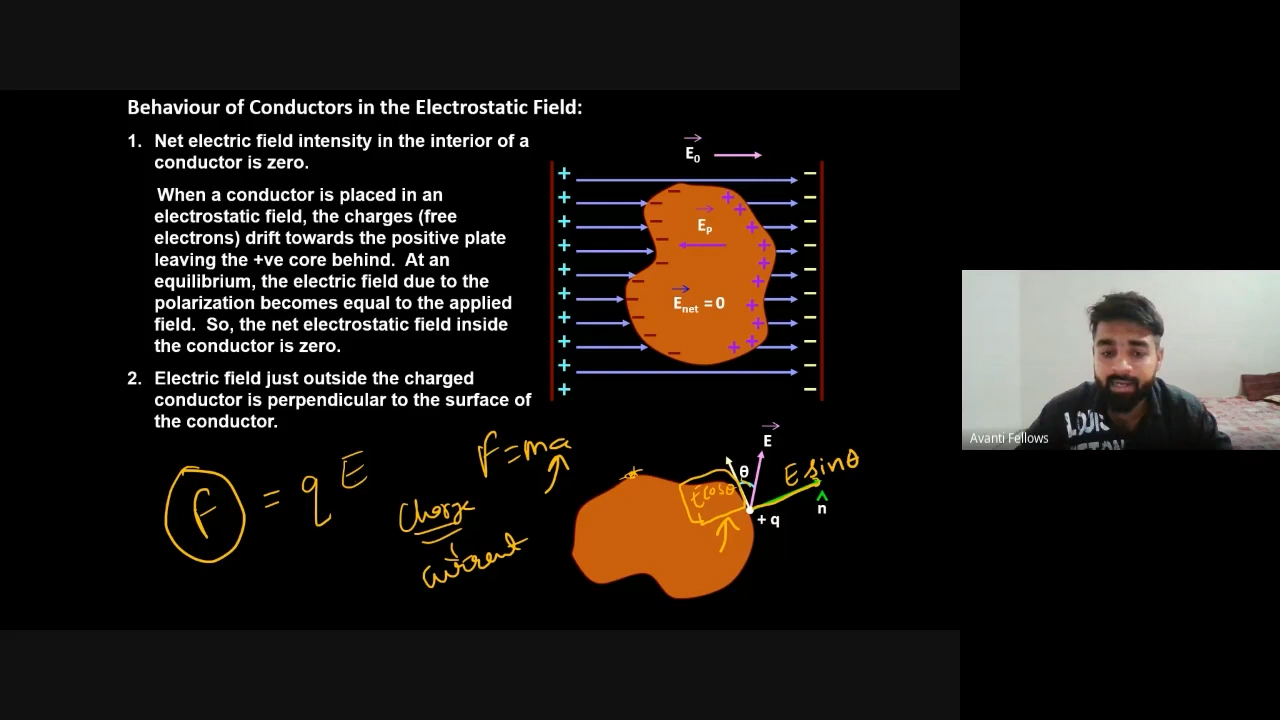 Behaviour of Conductors in the Electrostatic Field:
1. Net electric field intensity in the interior of a
conductor is zero.
When a conductor is placed in an
electrostatic field, the charges (free
electrons) drift towards the positive plate
leaving the +ve core behind. At an
equilibrium, the electric field due to the
polarization becomes equal to the applied
field. So, the net electrostatic field inside
the conductor is zero.
2. Electric field just outside the charged
conductor is perpendicular to the surface of
the conductor.
E₀
Eₚ
Eₙₑₜ = 0
F = qE
F = ma
Charge
current
E
θ
E cosθ
E sinθ
+ q
n
LOUIS
Avanti Fellows